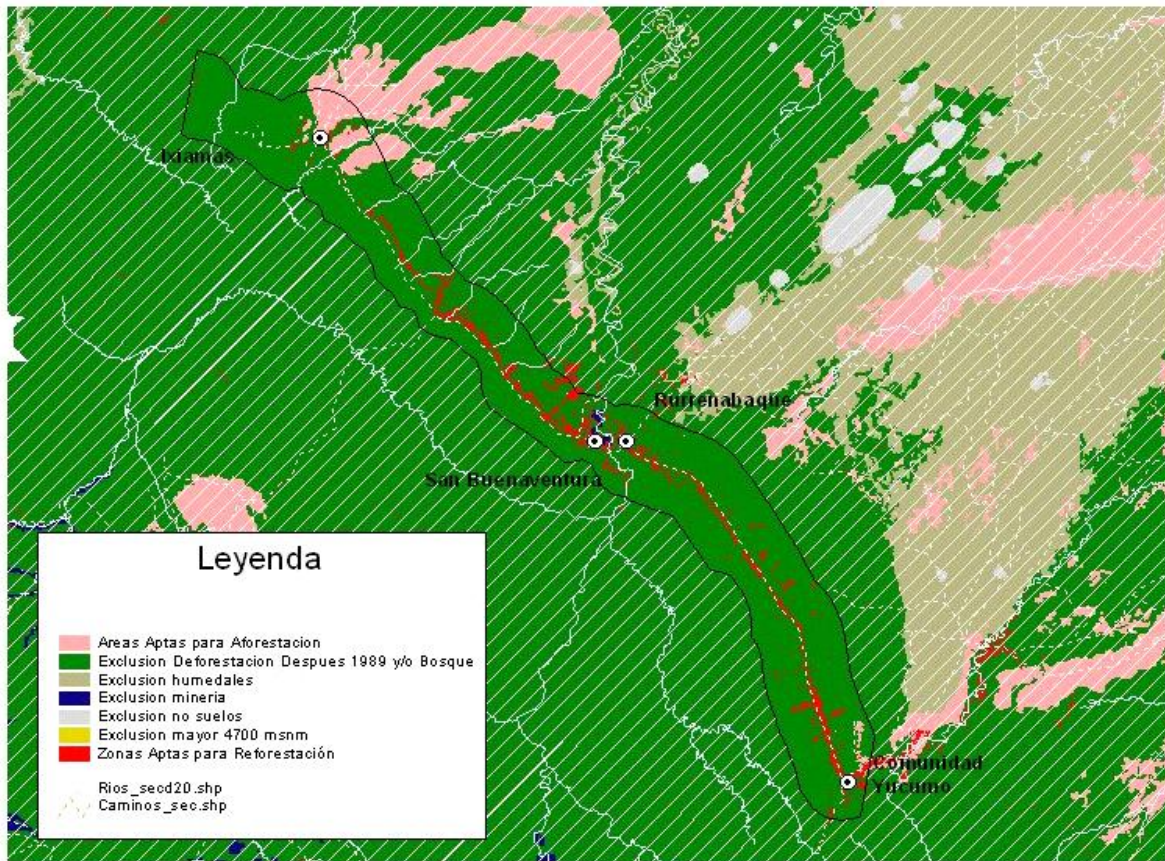 Ixiamas
Rurrenabaque
San Buenaventura
Comunidad
Yucumo
Leyenda
Areas Aptas para Aforestacion
Exclusion Deforestacion Despues 1989 y/o Bosque
Exclusion humedales
Exclusion mineria
Exclusion no suelos
Exclusion mayor 4700 msnm
Zonas Aptas para Reforestación
Rios_secd20.shp
Caminos_sec.shp